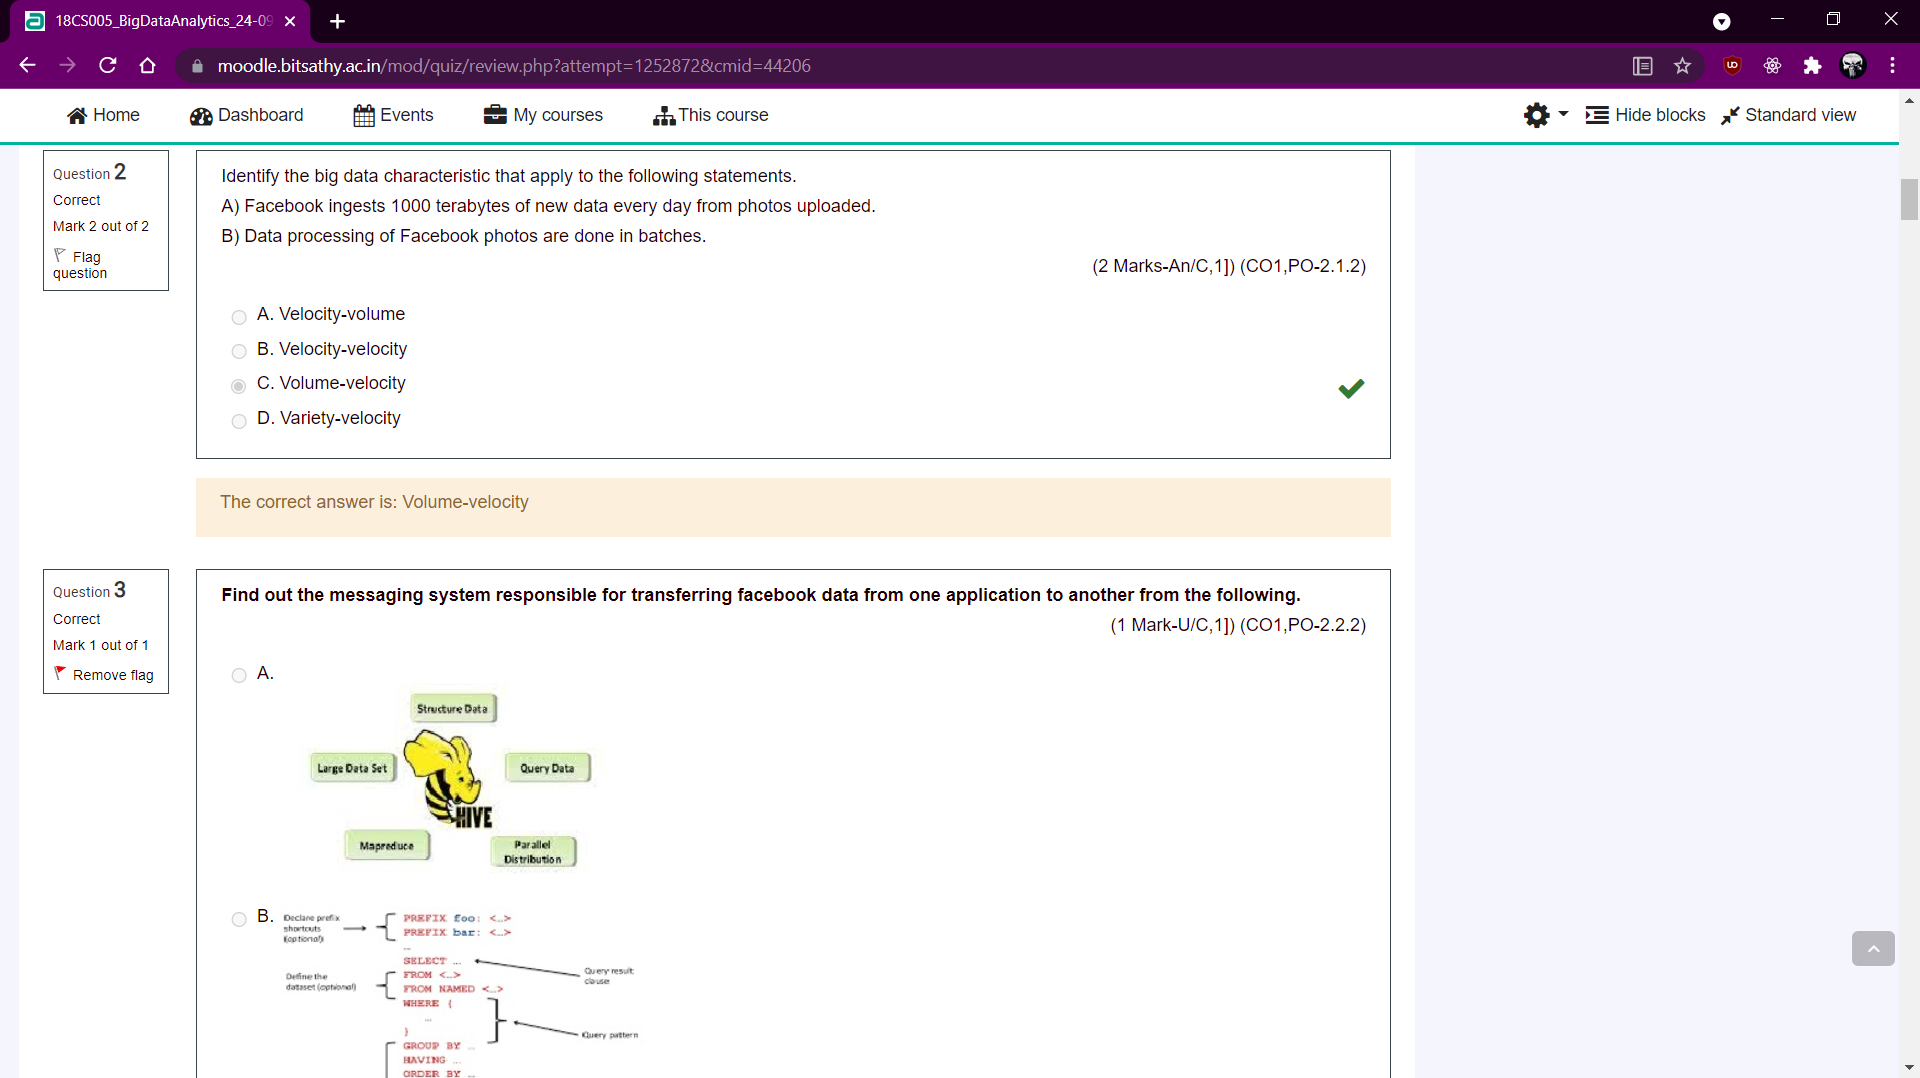 18CS005_BigDataAnalytics_24-09
moodle.bitsathy.ac.in/mod/quiz/review.php?attempt=1252872&cmid=44206
Home Dashboard Events My courses This course Hide blocks Standard view
Question 2
Correct
Mark 2 out of 2
Flag
question
Identify the big data characteristic that apply to the following statements.
A) Facebook ingests 1000 terabytes of new data every day from photos uploaded.
B) Data processing of Facebook photos are done in batches.
(2 Marks-An/C,1]) (CO1,PO-2.1.2)
A. Velocity-volume
B. Velocity-velocity
C. Volume-velocity
D. Variety-velocity
The correct answer is: Volume-velocity
Question 3
Correct
Mark 1 out of 1
Remove flag
Find out the messaging system responsible for transferring facebook data from one application to another from the following.
(1 Mark-U/C,1]) (CO1,PO-2.2.2)
A.
Structure Data
Large Data Set
Query Data
HIVE
Mapreduce
Parallel
Distribution
B.
Declare prefix
shortcuts
(optional)
PREFIX foo: <…>
PREFIX bar: <…>
…
SELECT …
Define the
dataset (optional)
FROM <…>
FROM NAMED <…>
Query result
clause
WHERE {
…
}
Query pattern
GROUP BY …
HAVING …
ORDER BY …